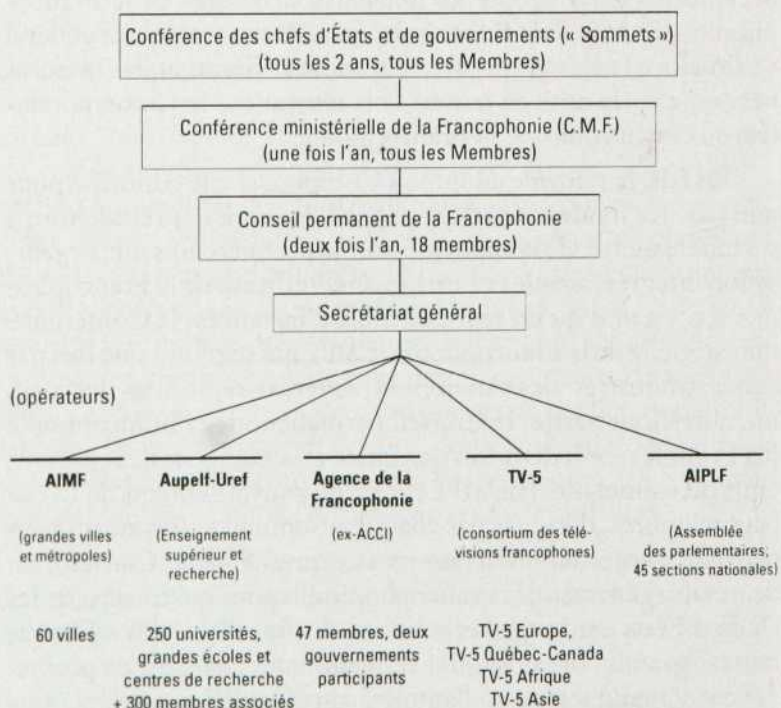 Conférence des chefs d'États et de gouvernements (« Sommets »)
(tous les 2 ans, tous les Membres)
Conférence ministérielle de la Francophonie (C.M.F.)
(une fois l'an, tous les Membres)
Conseil permanent de la Francophonie
(deux fois l'an, 18 membres)
Secrétariat général
(opérateurs)
AIMF
(grandes villes
et métropoles)
60 villes
Aupelf-Uref
(Enseignement
supérieur et
recherche)
250 universités,
grandes écoles et
centres de recherche
+ 300 membres associés
Agence de la
Francophonie
(ex-ACCI)
47 membres, deux
gouvernements
participants
TV-5
(consortium des télé-
visions francophones)
TV-5 Europe,
TV-5 Québec-Canada
TV-5 Afrique
TV-5 Asie
AIPLF
(Assemblée
des parlementaires;
45 sections nationales)